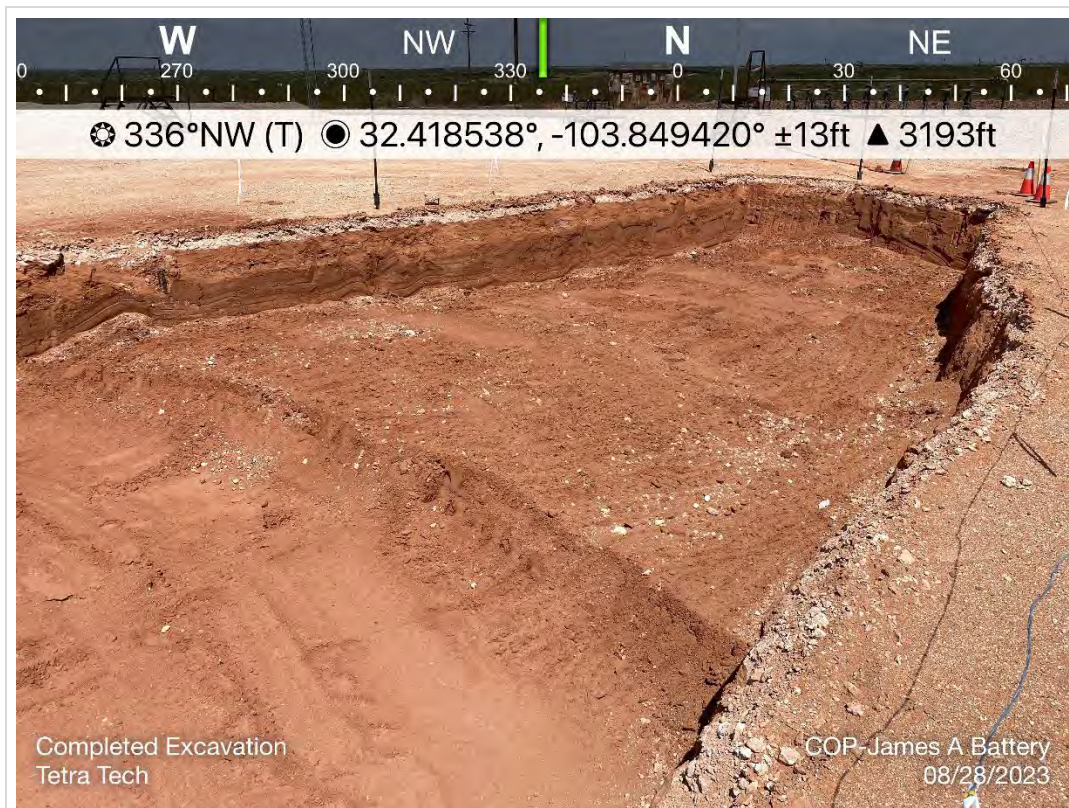 W NW N NE
0 270 300 330 0 30 60
336°NW (T) 32.418538°, -103.849420° ±13ft ▲ 3193ft
Completed Excavation
Tetra Tech
COP-James A Battery
08/28/2023